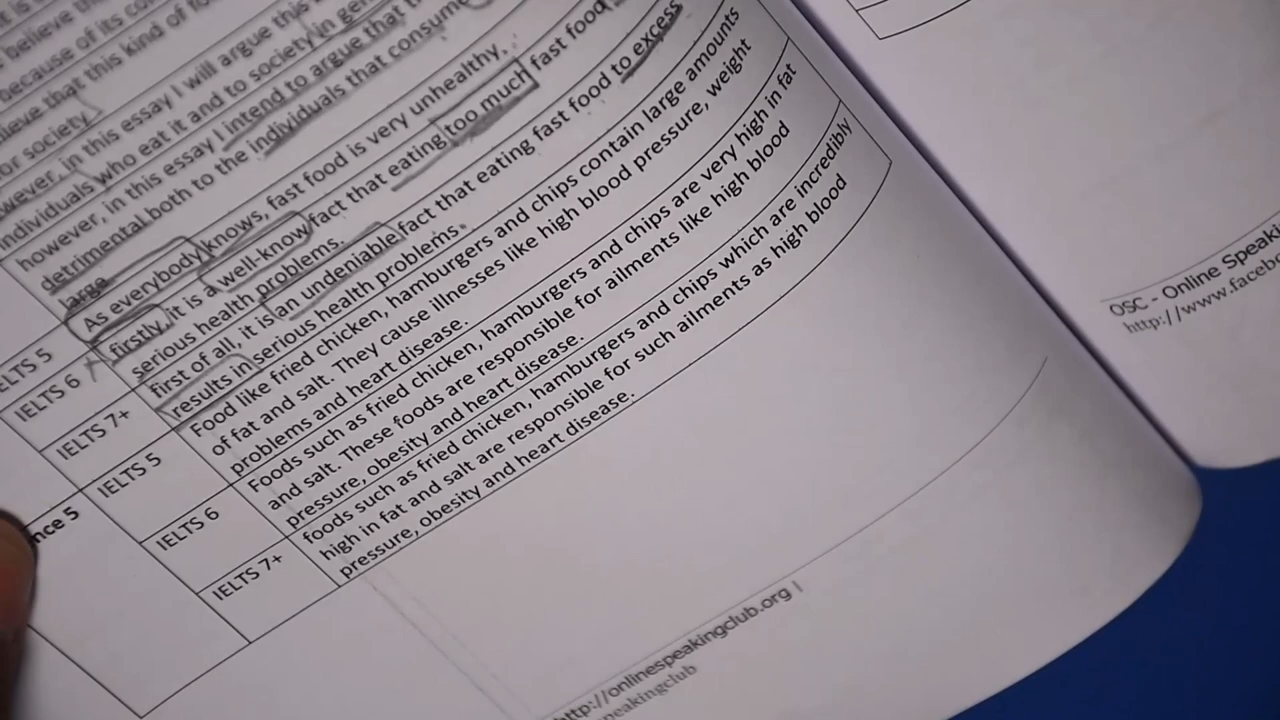 believe
because of its
believe that this kind of
or society.
however, in this essay I will argue this
individuals who eat it and to society in
however, in this essay I intend to argue that
detrimental both to the individuals that consume
large.
IELTS 5
As everybody knows, fast food is very unhealthy.
IELTS 6
firstly, it is a well-know fact that eating too much fast food
serious health problems.
IELTS 7+
first of all, it is an undeniable fact that eating fast food to excess
results in serious health problems.
IELTS 5
Food like fried chicken, hamburgers and chips contain large amounts
of fat and salt. They cause illnesses like high blood pressure, weight
problems and heart disease.
IELTS 6
Foods such as fried chicken, hamburgers and chips are very high in fat
and salt. These foods are responsible for ailments like high blood
pressure, obesity and heart disease.
IELTS 7+
foods such as fried chicken, hamburgers and chips which are incredibly
high in fat and salt are responsible for such ailments as high blood
pressure, obesity and heart disease.
nce 5
http://onlinespeakingclub.org |
speakingclub
OSC - Online Speaki
http://www.facebo